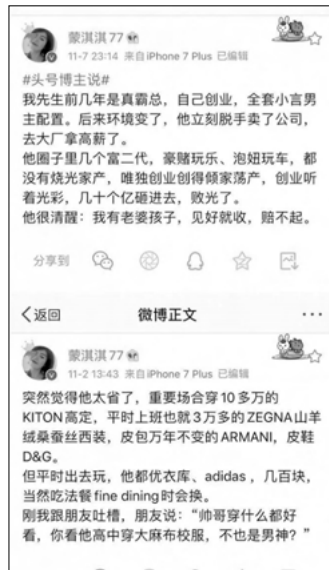 蒙淇淇77
11-7 23:14 来自iPhone 7 Plus 已编辑
#头号博主说#
我先生前几年是真霸总，自己创业，全套小言男
主配置。后来环境变了，他立刻脱手卖了公司，
去大厂拿高薪了。
他圈子里几个富二代，豪赌玩乐、泡妞玩车，都
没有烧光家产，唯独创业创得倾家荡产，创业听
着光彩，几十个亿砸进去，败光了。
他很清醒：我有老婆孩子，见好就收，赔不起。
分享到
返回 微博正文 ···
蒙淇淇77
11-2 13:43 来自iPhone 7 Plus 已编辑
突然觉得他太省了，重要场合穿10多万的
KITON高定，平时上班也就3万多的ZEGNA山羊
绒桑蚕丝西装，皮包万年不变的ARMANI，皮鞋
D&G。
但平时出去玩，他都优衣库、adidas，几百块，
当然吃法餐fine dining时会换。
刚我跟朋友吐槽，朋友说：“帅哥穿什么都好
看，你看他高中穿大麻布校服，不也是男神？”